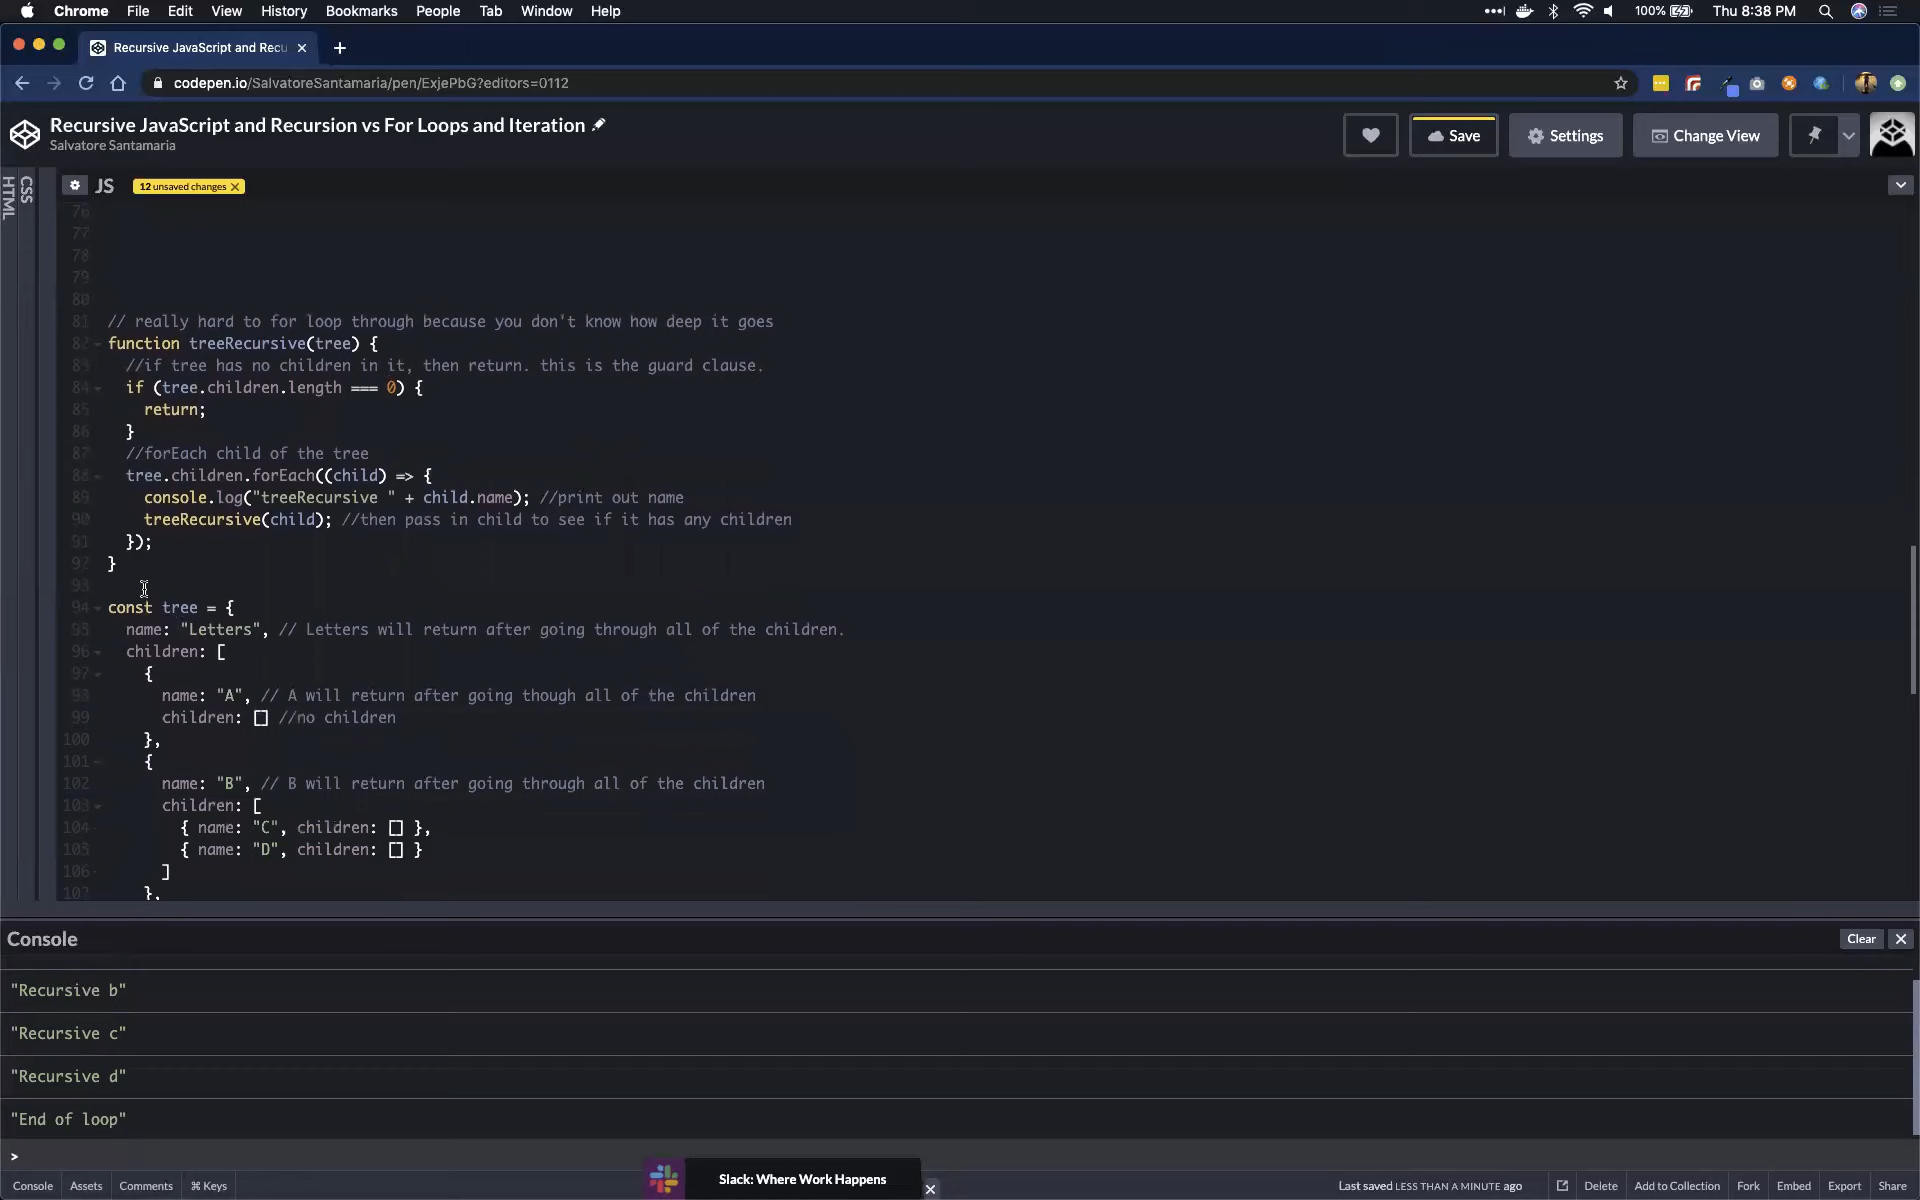 Chrome File Edit View History Bookmarks People Tab Window Help 100% Thu 8:38 PM
Recursive JavaScript and Recu
codepen.io/SalvatoreSantamaria/pen/ExjePbG?editors=0112
Recursive JavaScript and Recursion vs For Loops and Iteration
Salvatore Santamaria
Save Settings Change View
HTML
CSS
JS 12 unsaved changes
76
77
78
79
80
81 // really hard to for loop through because you don't know how deep it goes
82 function treeRecursive(tree) {
83 //if tree has no children in it, then return. this is the guard clause.
84 if (tree.children.length === 0) {
85 return;
86 }
87 //forEach child of the tree
88 tree.children.forEach((child) => {
89 console.log("treeRecursive " + child.name); //print out name
90 treeRecursive(child); //then pass in child to see if it has any children
91 });
92 }
93
94 const tree = {
95 name: "Letters", // Letters will return after going through all of the children.
96 children: [
97 {
98 name: "A", // A will return after going though all of the children
99 children: [] //no children
100 },
101 {
102 name: "B", // B will return after going through all of the children
103 children: [
104 { name: "C", children: [] },
105 { name: "D", children: [] }
106 ]
107 },
Console Clear
"Recursive b"
"Recursive c"
"Recursive d"
"End of loop"
>
Slack: Where Work Happens
Console Assets Comments ⌘ Keys Last saved LESS THAN A MINUTE ago Delete Add to Collection Fork Embed Export Share